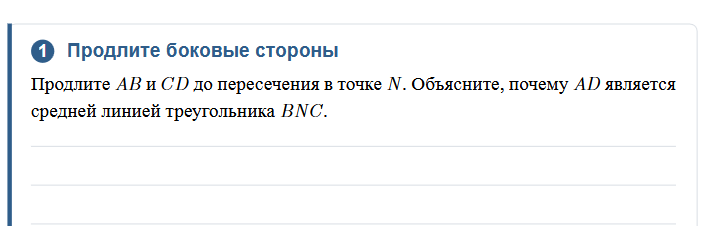 1 Продлите боковые стороны
Продлите AB и CD до пересечения в точке N. Объясните, почему AD является
средней линией треугольника BNC.